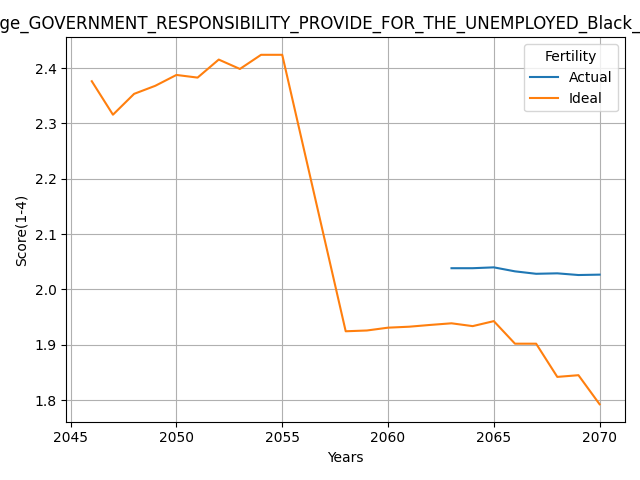 ge_GOVERNMENT_RESPONSIBILITY_PROVIDE_FOR_THE_UNEMPLOYED_Black_
Fertility
Actual
Ideal
Score(1-4)
2.4
2.3
2.2
2.1
2.0
1.9
1.8
2045 2050 2055 2060 2065 2070
Years